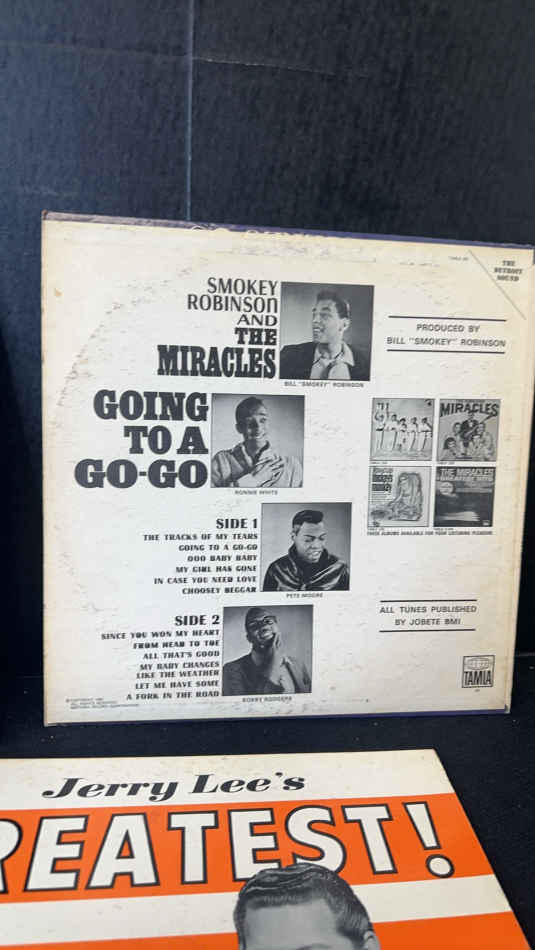 THE
DETROIT
SOUND
SMOKEY
ROBINSON
AND
THE
MIRACLES
BILL "SMOKEY" ROBINSON
PRODUCED BY
BILL "SMOKEY" ROBINSON
GOING
TO A
GO-GO
RONNIE WHITE
MIRACLES
THE MIRACLES
GREATEST HITS
THESE ALBUMS AVAILABLE FOR YOUR LISTENING PLEASURE
SIDE 1
THE TRACKS OF MY TEARS
GOING TO A GO-GO
OOO BABY BABY
MY GIRL HAS GONE
IN CASE YOU NEED LOVE
CHOOSEY BEGGAR
PETE MOORE
SIDE 2
SINCE YOU WON MY HEART
FROM HEAD TO TOE
ALL THAT'S GOOD
MY BABY CHANGES
LIKE THE WEATHER
LET ME HAVE SOME
A FORK IN THE ROAD
BOBBY RODGERS
ALL TUNES PUBLISHED
BY JOBETE BMI
TAMLA
Jerry Lee's
REATEST!